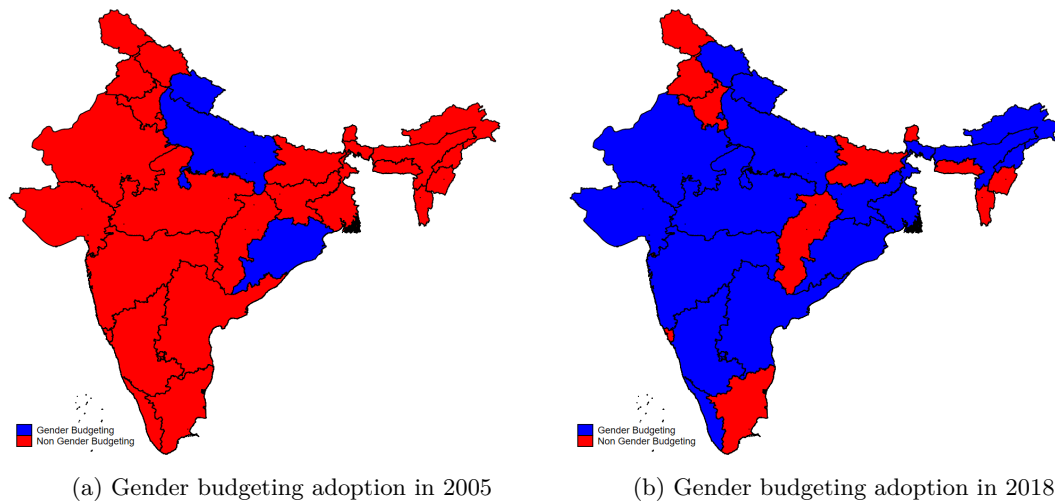 Gender Budgeting
Non Gender Budgeting
Gender Budgeting
Non Gender Budgeting
(a) Gender budgeting adoption in 2005
(b) Gender budgeting adoption in 2018